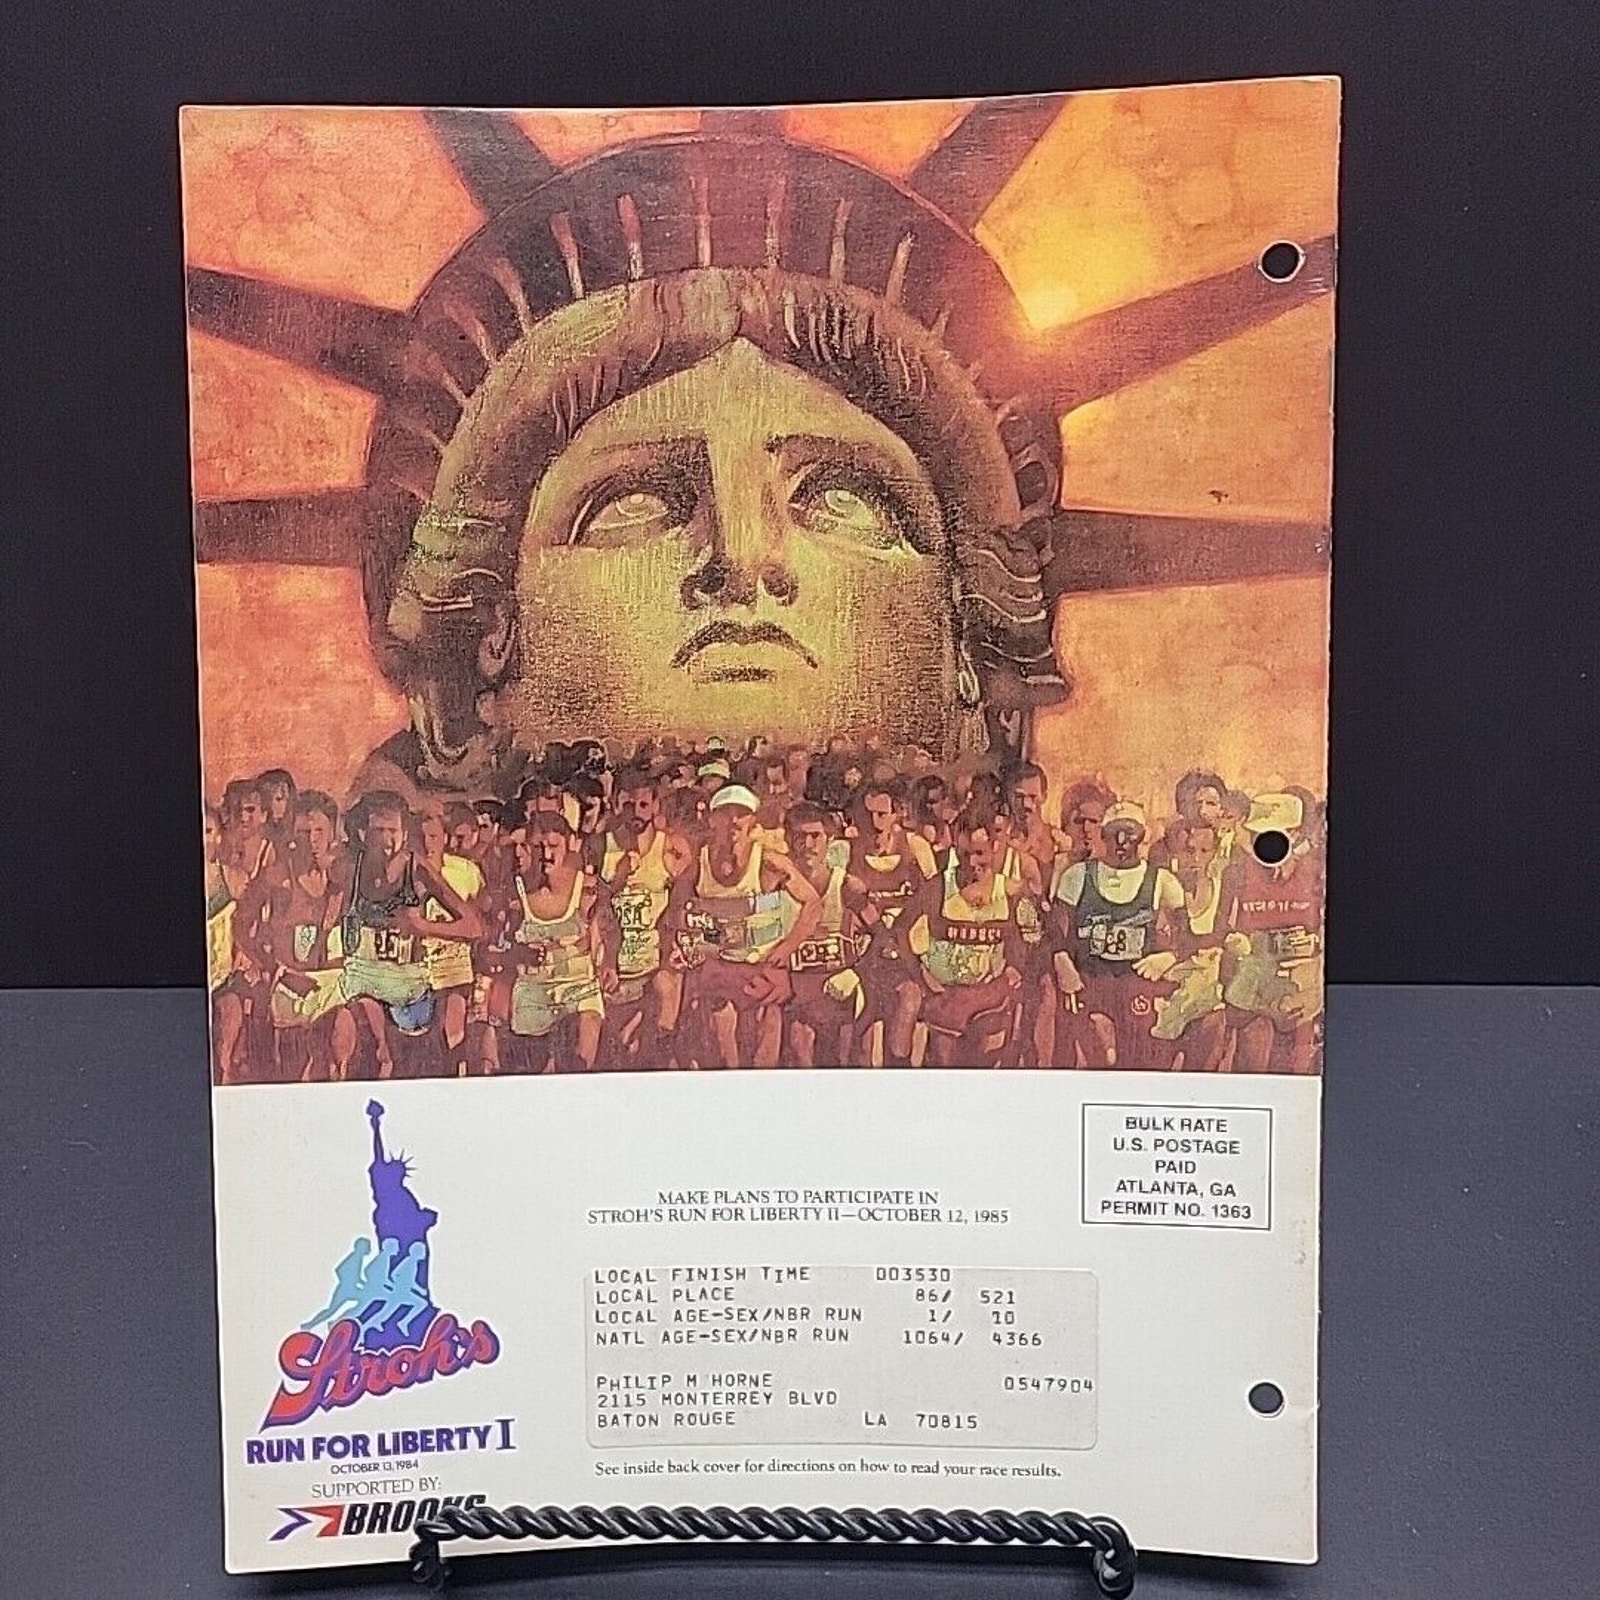 BULK RATE
U.S. POSTAGE
PAID
ATLANTA, GA
PERMIT NO. 1363
MAKE PLANS TO PARTICIPATE IN
STROH'S RUN FOR LIBERTY II—OCTOBER 12, 1985
LOCAL FINISH TIME 003530
LOCAL PLACE 86/ 521
LOCAL AGE-SEX/NBR RUN 1/ 10
NATL AGE-SEX/NBR RUN 1064/ 4366
PHILIP M HORNE 0547904
2115 MONTERREY BLVD
BATON ROUGE LA 70815
See inside back cover for directions on how to read your race results.
Stroh's
RUN FOR LIBERTY I
OCTOBER 13, 1984
SUPPORTED BY:
BROOKS